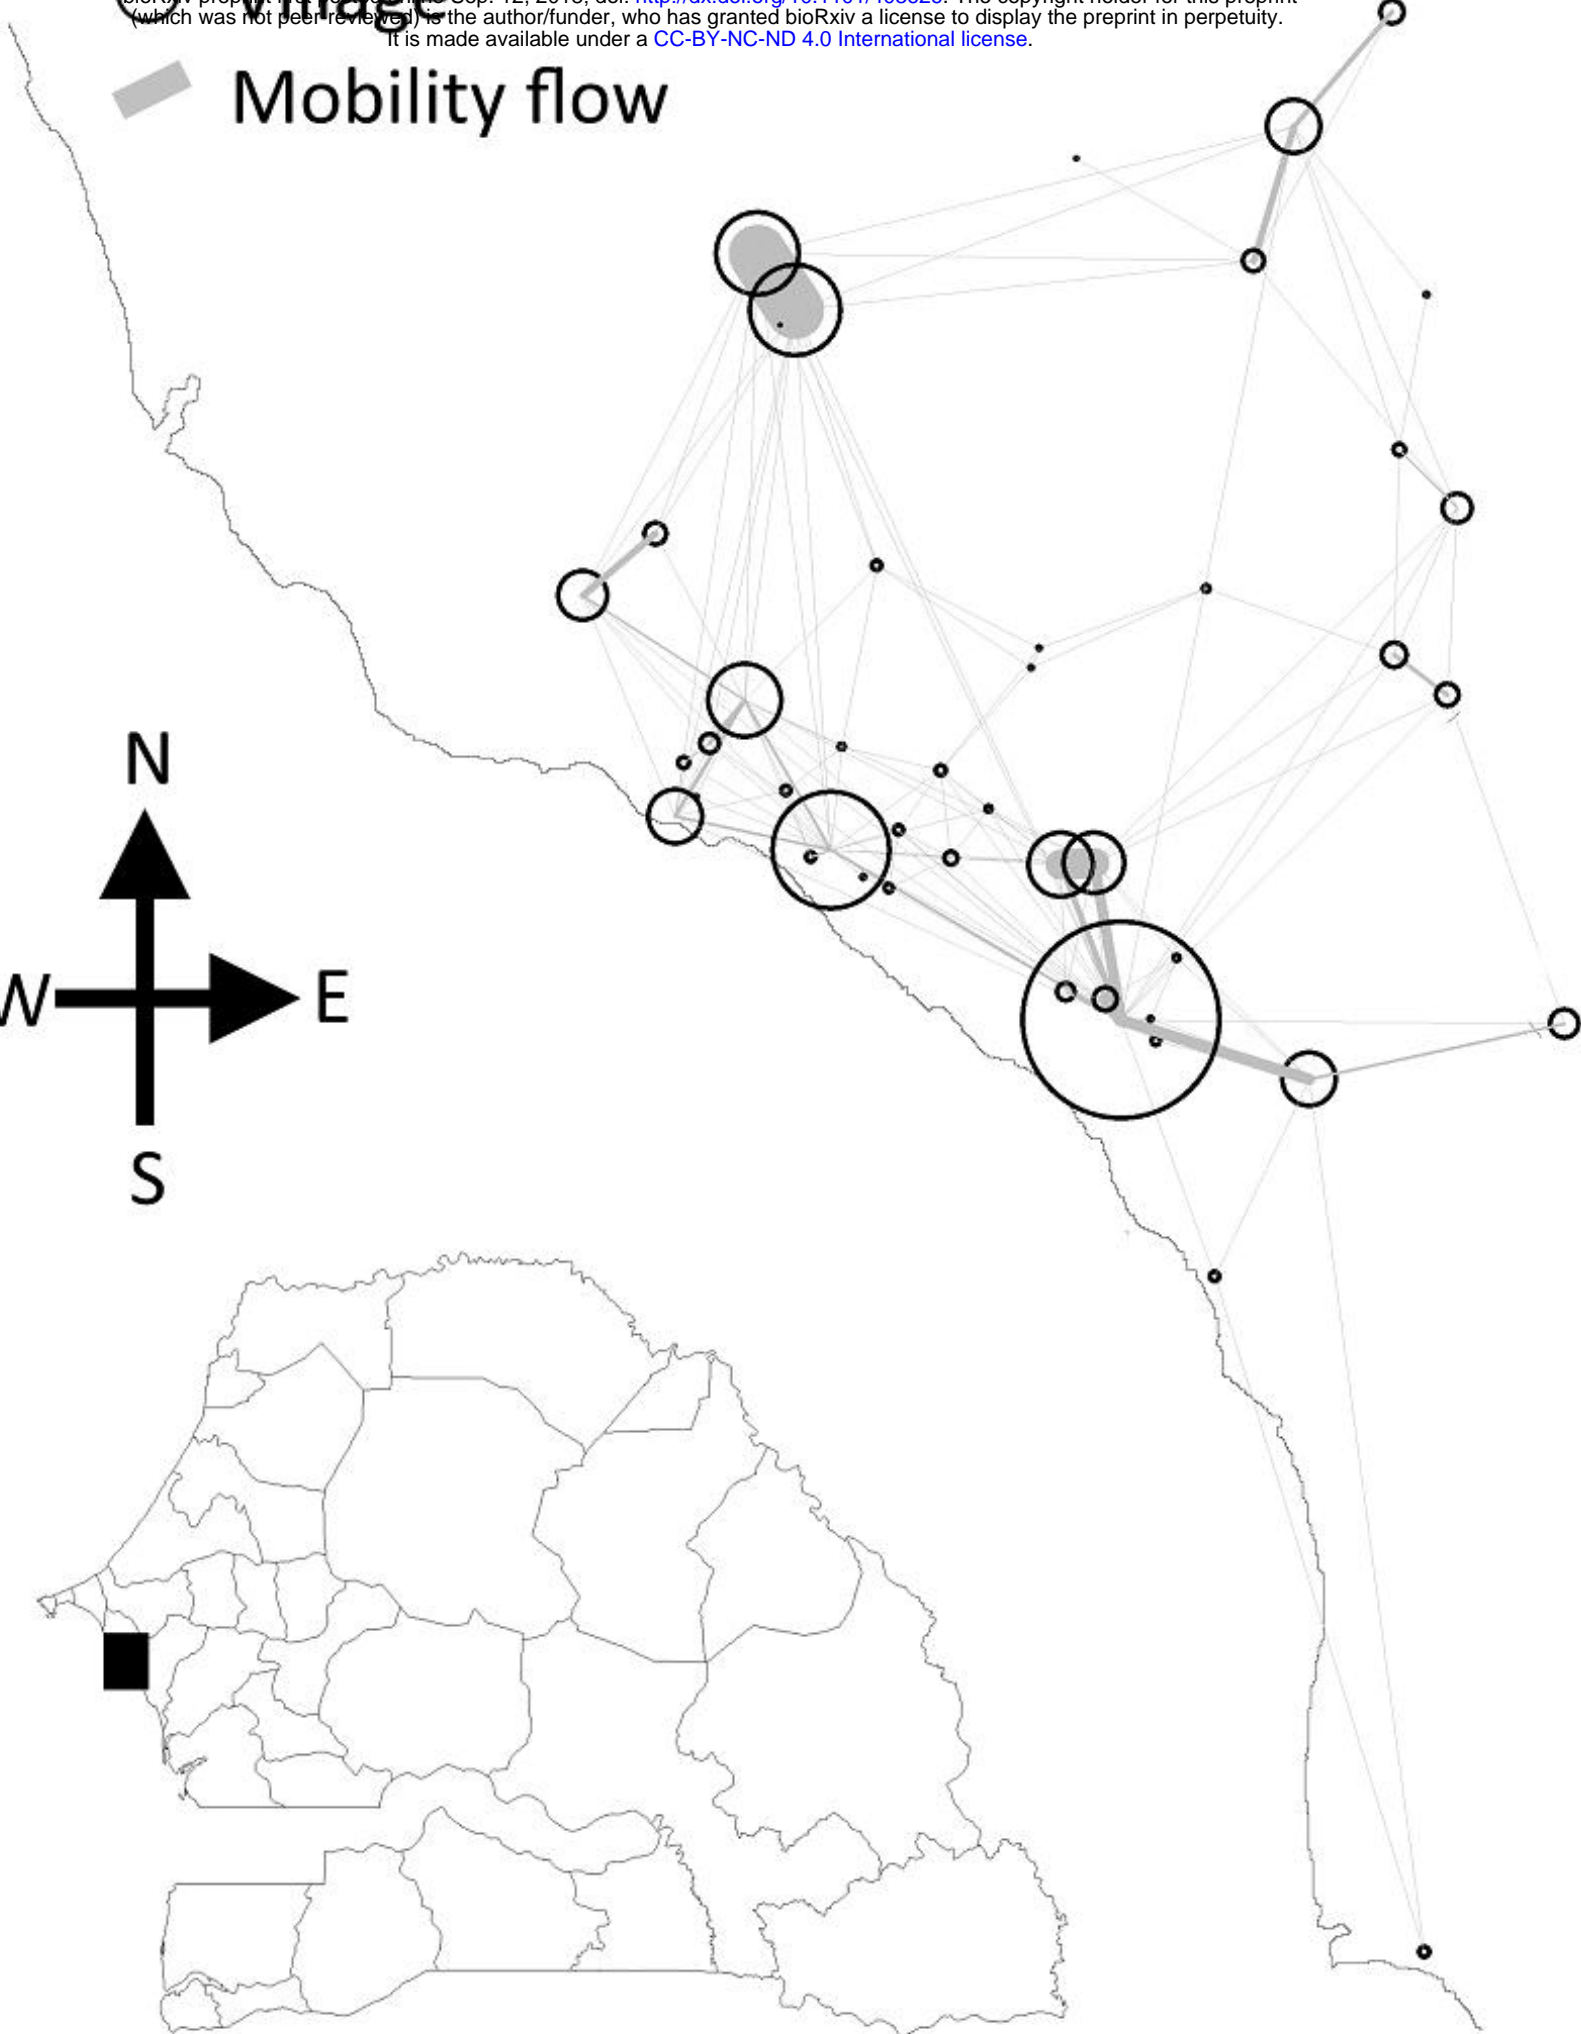 (which was not peer-reviewed) is the author/funder, who has granted bioRxiv a license to display the preprint in perpetuity.
It is made available under a CC-BY-NC-ND 4.0 International license.
Mobility flow
N
W
E
S